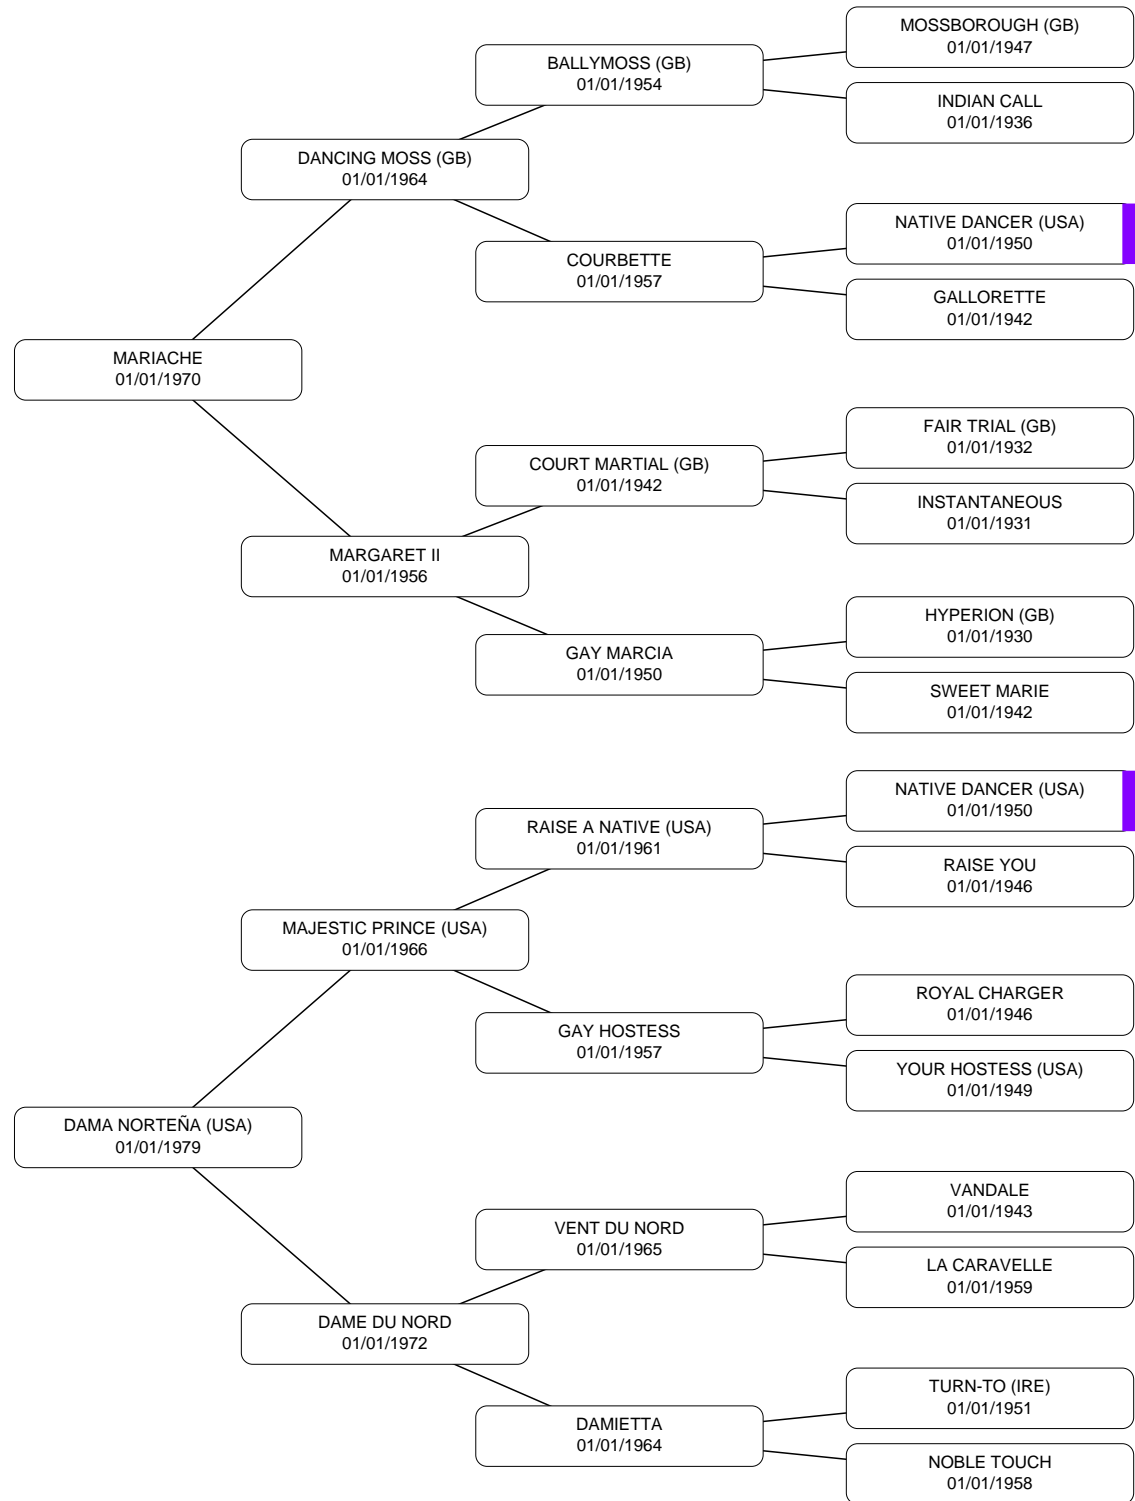 MOSSBOROUGH (GB)
01/01/1947
BALLYMOSS (GB)
01/01/1954
INDIAN CALL
01/01/1936
DANCING MOSS (GB)
01/01/1964
NATIVE DANCER (USA)
01/01/1950
COURBETTE
01/01/1957
GALLORETTE
01/01/1942
MARIACHE
01/01/1970
FAIR TRIAL (GB)
01/01/1932
COURT MARTIAL (GB)
01/01/1942
INSTANTANEOUS
01/01/1931
MARGARET II
01/01/1956
HYPERION (GB)
01/01/1930
GAY MARCIA
01/01/1950
SWEET MARIE
01/01/1942
NATIVE DANCER (USA)
01/01/1950
RAISE A NATIVE (USA)
01/01/1961
RAISE YOU
01/01/1946
MAJESTIC PRINCE (USA)
01/01/1966
ROYAL CHARGER
01/01/1946
GAY HOSTESS
01/01/1957
YOUR HOSTESS (USA)
01/01/1949
DAMA NORTEÑA (USA)
01/01/1979
VANDALE
01/01/1943
VENT DU NORD
01/01/1965
LA CARAVELLE
01/01/1959
DAME DU NORD
01/01/1972
TURN-TO (IRE)
01/01/1951
DAMIETTA
01/01/1964
NOBLE TOUCH
01/01/1958